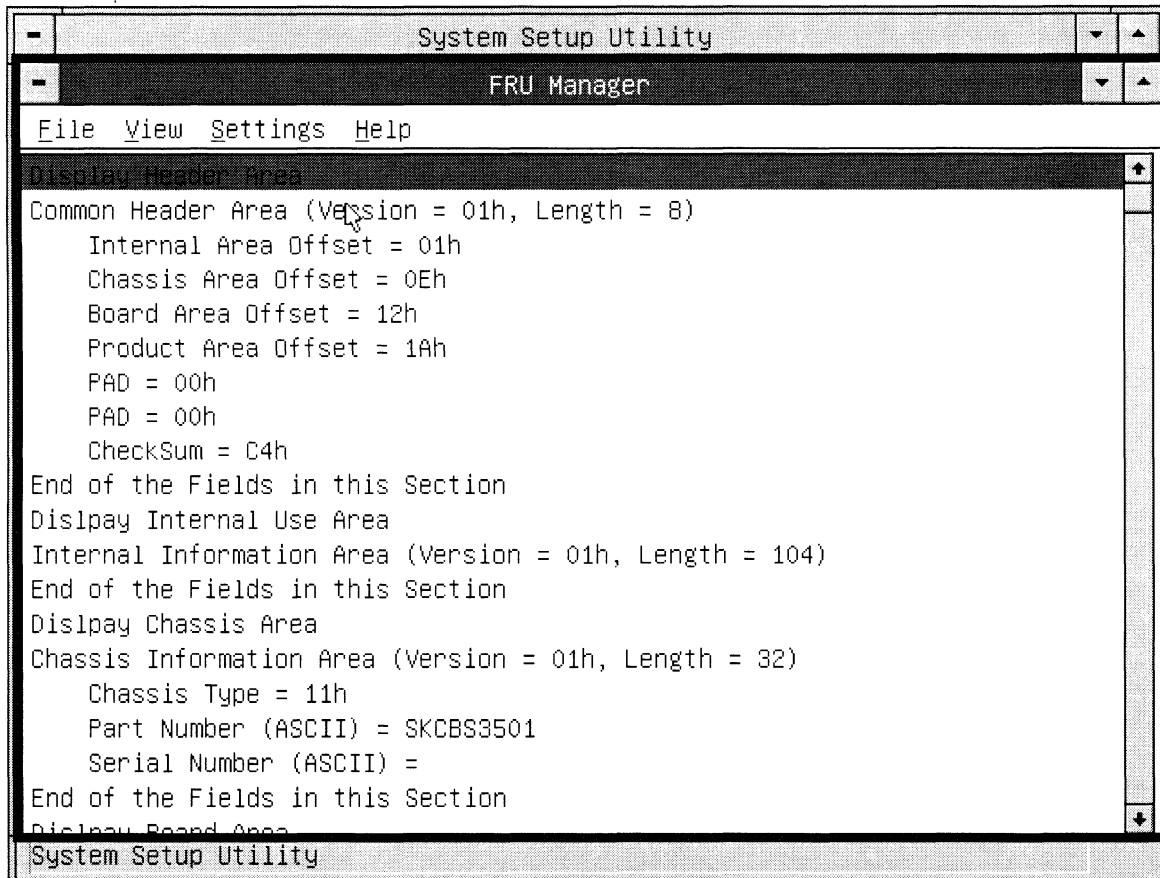 System Setup Utility
FRU Manager
File View Settings Help
Display Header Area
Common Header Area (Version = 01h, Length = 8)
Internal Area Offset = 01h
Chassis Area Offset = 0Eh
Board Area Offset = 12h
Product Area Offset = 1Ah
PAD = 00h
PAD = 00h
CheckSum = C4h
End of the Fields in this Section
Dislpay Internal Use Area
Internal Information Area (Version = 01h, Length = 104)
End of the Fields in this Section
Dislpay Chassis Area
Chassis Information Area (Version = 01h, Length = 32)
Chassis Type = 11h
Part Number (ASCII) = SKCBS3501
Serial Number (ASCII) =
End of the Fields in this Section
Dislpay Board Area
System Setup Utility